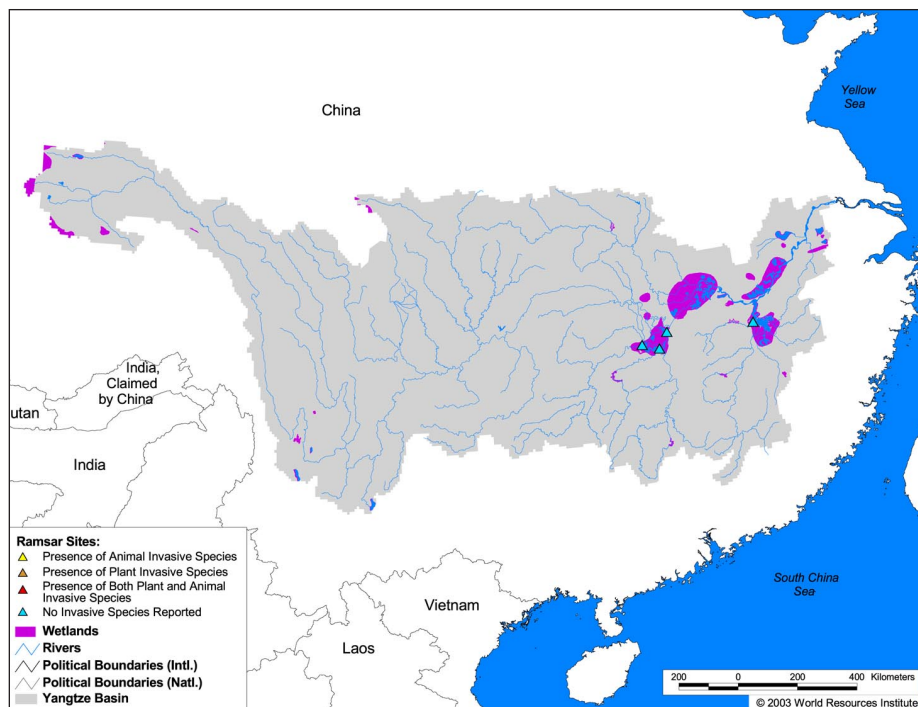 China
Yellow
Sea
India,
Claimed
by China
utan
India
Ramsar Sites:
Presence of Animal Invasive Species
Presence of Plant Invasive Species
Presence of Both Plant and Animal
Invasive Species
No Invasive Species Reported
Wetlands
Rivers
Political Boundaries (Intl.)
Political Boundaries (Natl.)
Yangtze Basin
Vietnam
Laos
South China
Sea
200 0 200 400 Kilometers
© 2003 World Resources Institute